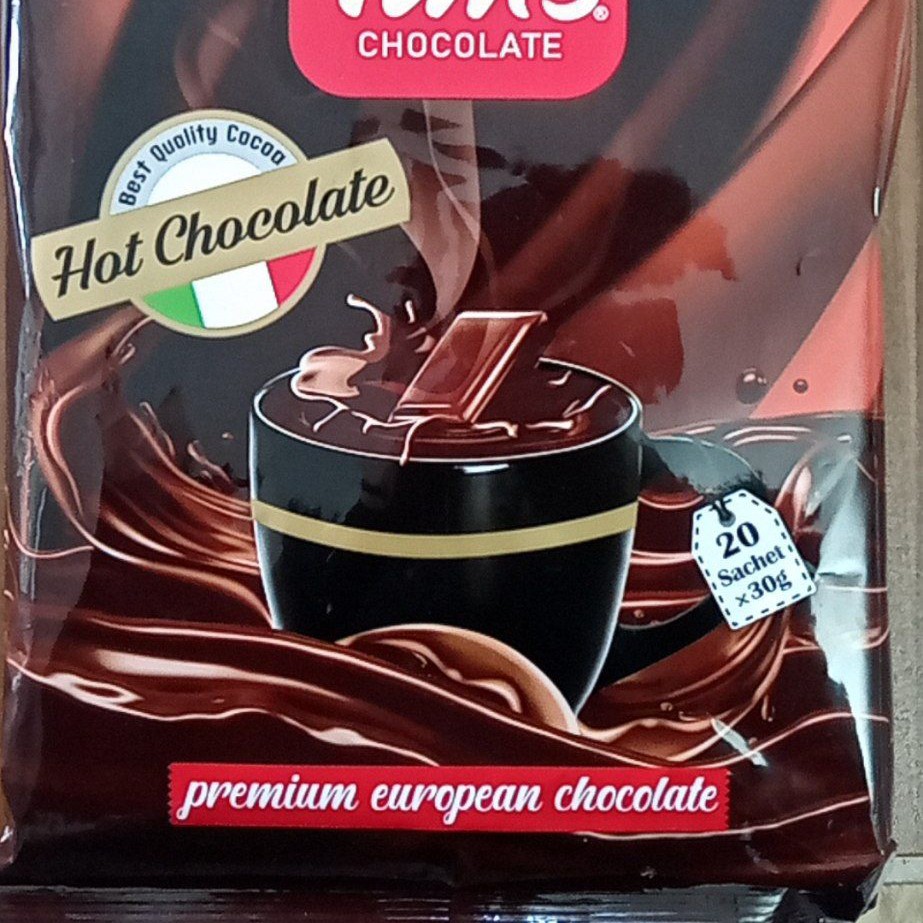 CHOCOLATE
Best Quality Cocoa
Hot Chocolate
20
Sachet
×30g
premium european chocolate